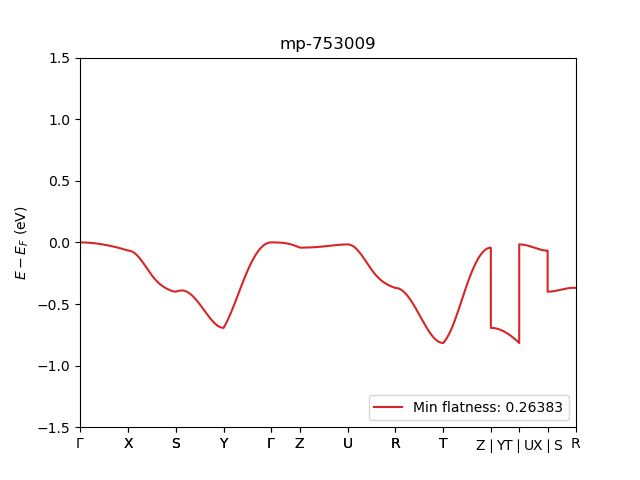 mp-753009
E − E_F (eV)
1.5
1.0
0.5
0.0
−0.5
−1.0
−1.5
Min flatness: 0.26383
Γ X S Y Γ Z U R T Z | YT | UX | S R